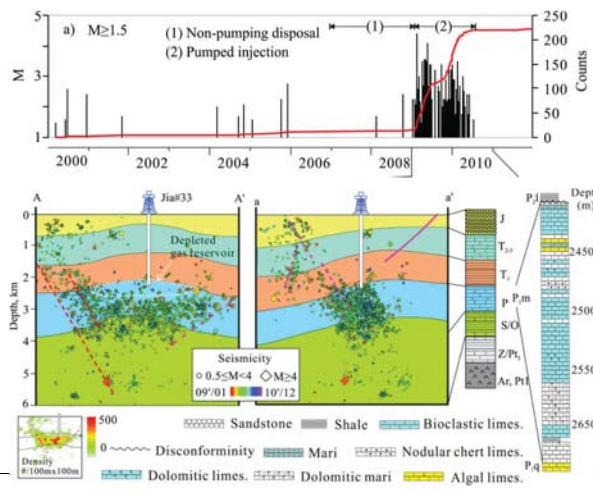 5
a) M≥1.5
(1) Non-pumping disposal
(2) Pumped injection
(1)
(2)
250
200
150
100
50
0
Counts
M
3
1
2000
2002
2004
2006
2008
2010
A
Jia#33
A'
a
a'
Depleted
gas reservoir
Depth, km
0
1
2
3
4
5
6
Seismicity
0.5≤M<4
M≥4
09'/01
10'/12
J
T₂₋₃
T₁
P
S/O
Z/Pt₃
Ar, Pt1
P₂l
P₁m
P₁q
Dept
(m)
2450
2500
2550
2650
500
0
Density
#/100mx100m
Sandstone
Shale
Bioclastic limes.
Disconformity
Marl
Nodular chert limes.
Dolomitic limes.
Dolomitic marl
Algal limes.